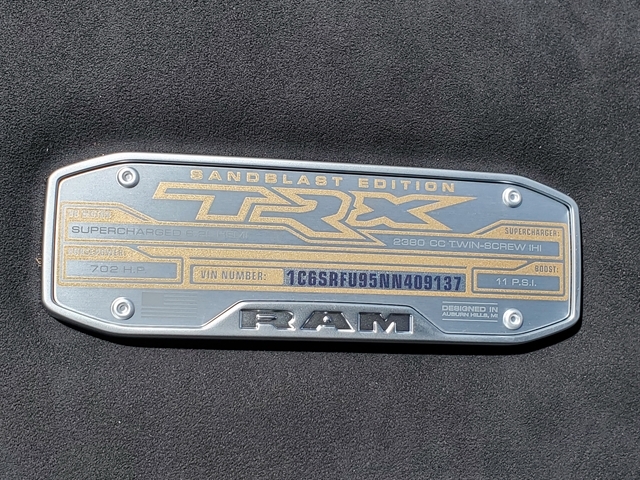 SANDBLAST EDITION
TRX
SUPERCHARGED
SUPERCHARGER:
2380 CC TWIN-SCREW IHI
702 H.P.
VIN NUMBER: 1C6SRFU95NN409137
BOOST:
11 P.S.I.
RAM
DESIGNED IN
AUBURN HILLS, MI.